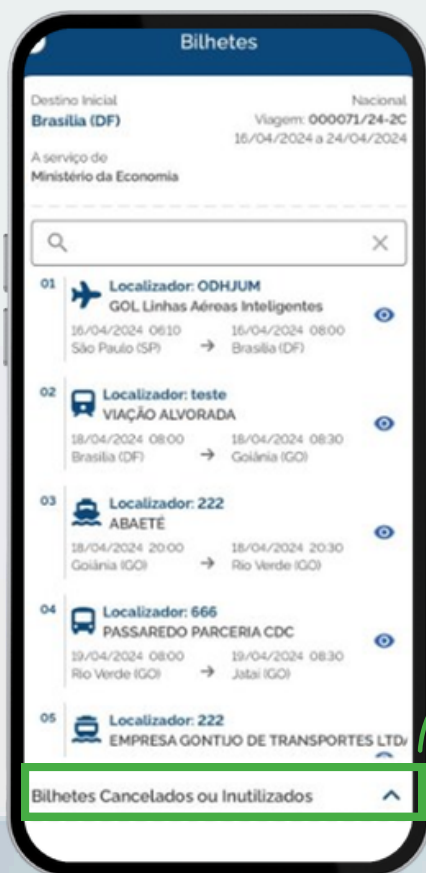 Bilhetes
Destino Inicial
Nacional
Brasília (DF)
Viagem: 000071/24-2C
16/04/2024 a 24/04/2024
A serviço de
Ministério da Economia
01
Localizador: ODHJUM
GOL Linhas Aéreas Inteligentes
16/04/2024 06:10
16/04/2024 08:00
São Paulo (SP) → Brasília (DF)
02
Localizador: teste
VIAÇÃO ALVORADA
18/04/2024 08:00
18/04/2024 08:30
Brasília (DF) → Goiânia (GO)
03
Localizador: 222
ABAETÉ
18/04/2024 20:00
18/04/2024 20:30
Goiânia (GO) → Rio Verde (GO)
04
Localizador: 666
PASSAREDO PARCERIA CDC
19/04/2024 08:00
19/04/2024 08:30
Rio Verde (GO) → Jataí (GO)
05
Localizador: 222
EMPRESA GONTIJO DE TRANSPORTES LTD
Bilhetes Cancelados ou Inutilizados